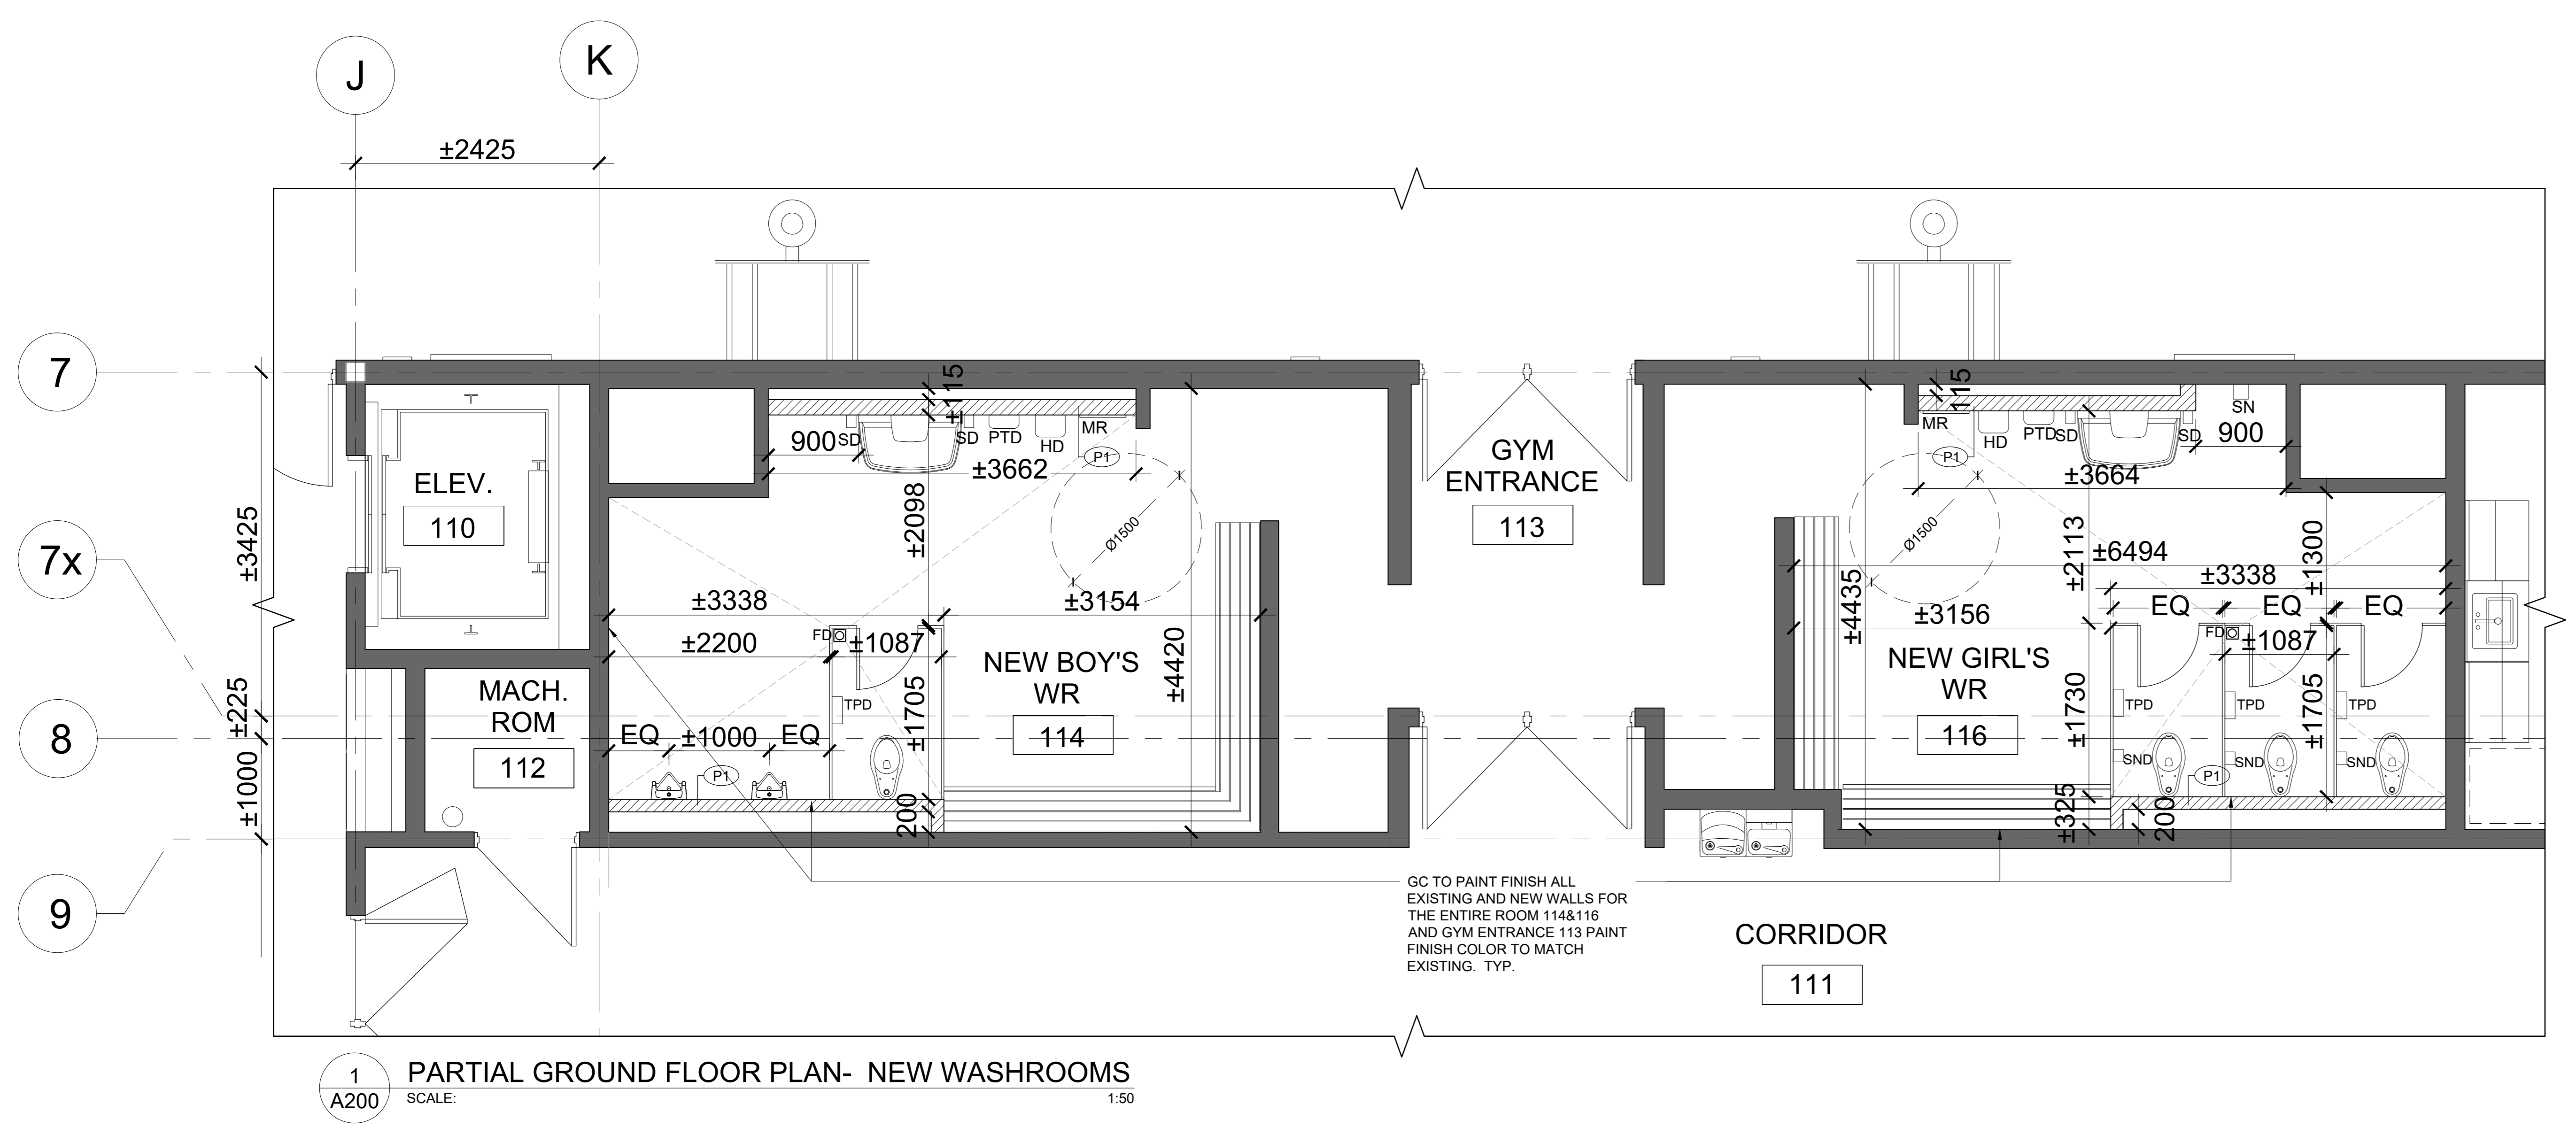 J
K
±2425
7
7x
8
9
±3425
±225
±1000
ELEV.
110
MACH.
ROM
112
±115
900
SD
SD
PTD
HD
MR
P1
±3662
±2098
Ø1500
±3338
±3154
±2200
FD
±1087
±4420
NEW BOY'S
WR
114
TPD
±1705
EQ
±1000
EQ
P1
200
GYM
ENTRANCE
113
115
MR
HD
PTD
SD
SD
SN
900
P1
±3664
Ø1500
±2113
±6494
±1300
±3338
±4435
±3156
EQ
EQ
EQ
FD
±1087
NEW GIRL'S
WR
116
±1730
±1705
TPD
TPD
TPD
SND
SND
SND
P1
±325
200
GC TO PAINT FINISH ALL
EXISTING AND NEW WALLS FOR
THE ENTIRE ROOM 114&116
AND GYM ENTRANCE 113 PAINT
FINISH COLOR TO MATCH
EXISTING. TYP.
CORRIDOR
111
1
A200
PARTIAL GROUND FLOOR PLAN- NEW WASHROOMS
SCALE: 1:50